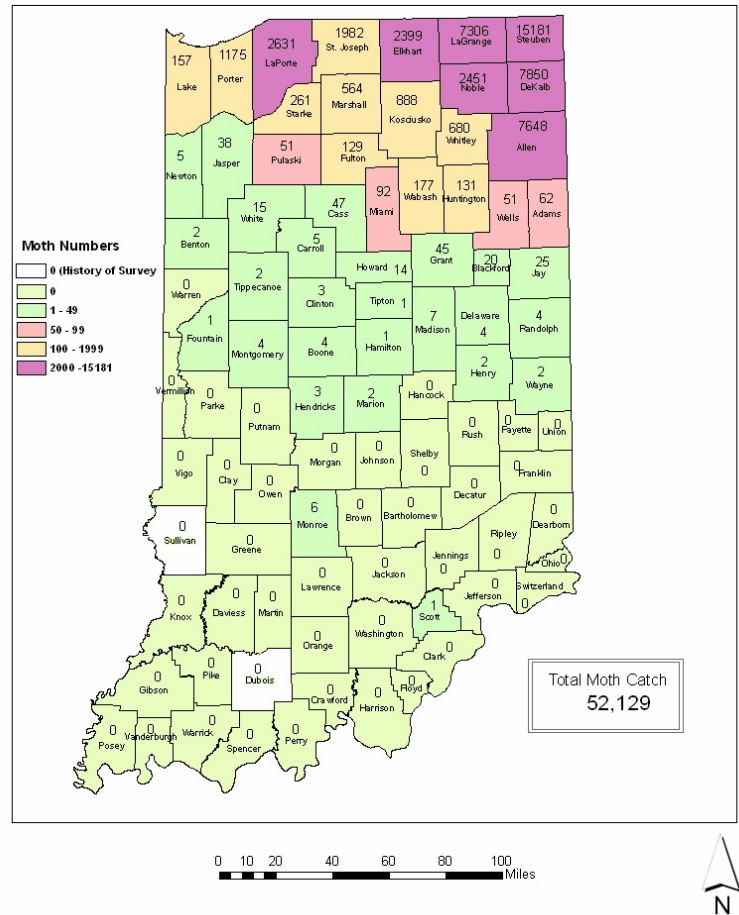 157
Lake
1175
Porter
2631
LaPorte
1982
St. Joseph
2399
Elkhart
7306
LaGrange
15181
Steuben
2451
Noble
7850
DeKalb
261
Starke
564
Marshall
888
Kosciusko
680
Whitley
7648
Allen
5
Newton
38
Jasper
51
Pulaski
129
Fulton
92
Miami
177
Wabash
131
Huntington
51
Wells
62
Adams
15
White
47
Cass
2
Benton
5
Carroll
Howard 14
45
Grant
20
Blackford
25
Jay
Moth Numbers
0 (History of Survey
0
1 - 49
50 - 99
100 - 1999
2000 -15181
0
Warren
2
Tippecanoe
3
Clinton
Tipton 1
7
Madison
Delaware
4
4
Randolph
1
Fountain
4
Montgomery
4
Boone
1
Hamilton
2
Henry
2
Wayne
0
Vermillion
0
Parke
0
Putnam
3
Hendricks
2
Marion
0
Hancock
0
Rush
0
Fayette
0
Union
0
Vigo
0
Clay
0
Owen
0
Morgan
0
Johnson
Shelby
0
0
Decatur
0
Franklin
0
Sullivan
0
Greene
6
Monroe
0
Brown
0
Bartholomew
Jennings
0
Ripley
0
0
Dearborn
Ohio 0
0
Knox
0
Daviess
0
Martin
0
Lawrence
0
Jackson
1
Scott
0
Jefferson
Switzerland
0
0
Orange
0
Washington
0
Clark
0
Gibson
0
Pike
0
Dubois
0
Crawford
0
Harrison
0
Floyd
0
Posey
0
Vanderburgh
0
Warrick
0
Spencer
0
Perry
Total Moth Catch
52,129
0 10 20 40 60 80 100
Miles
N